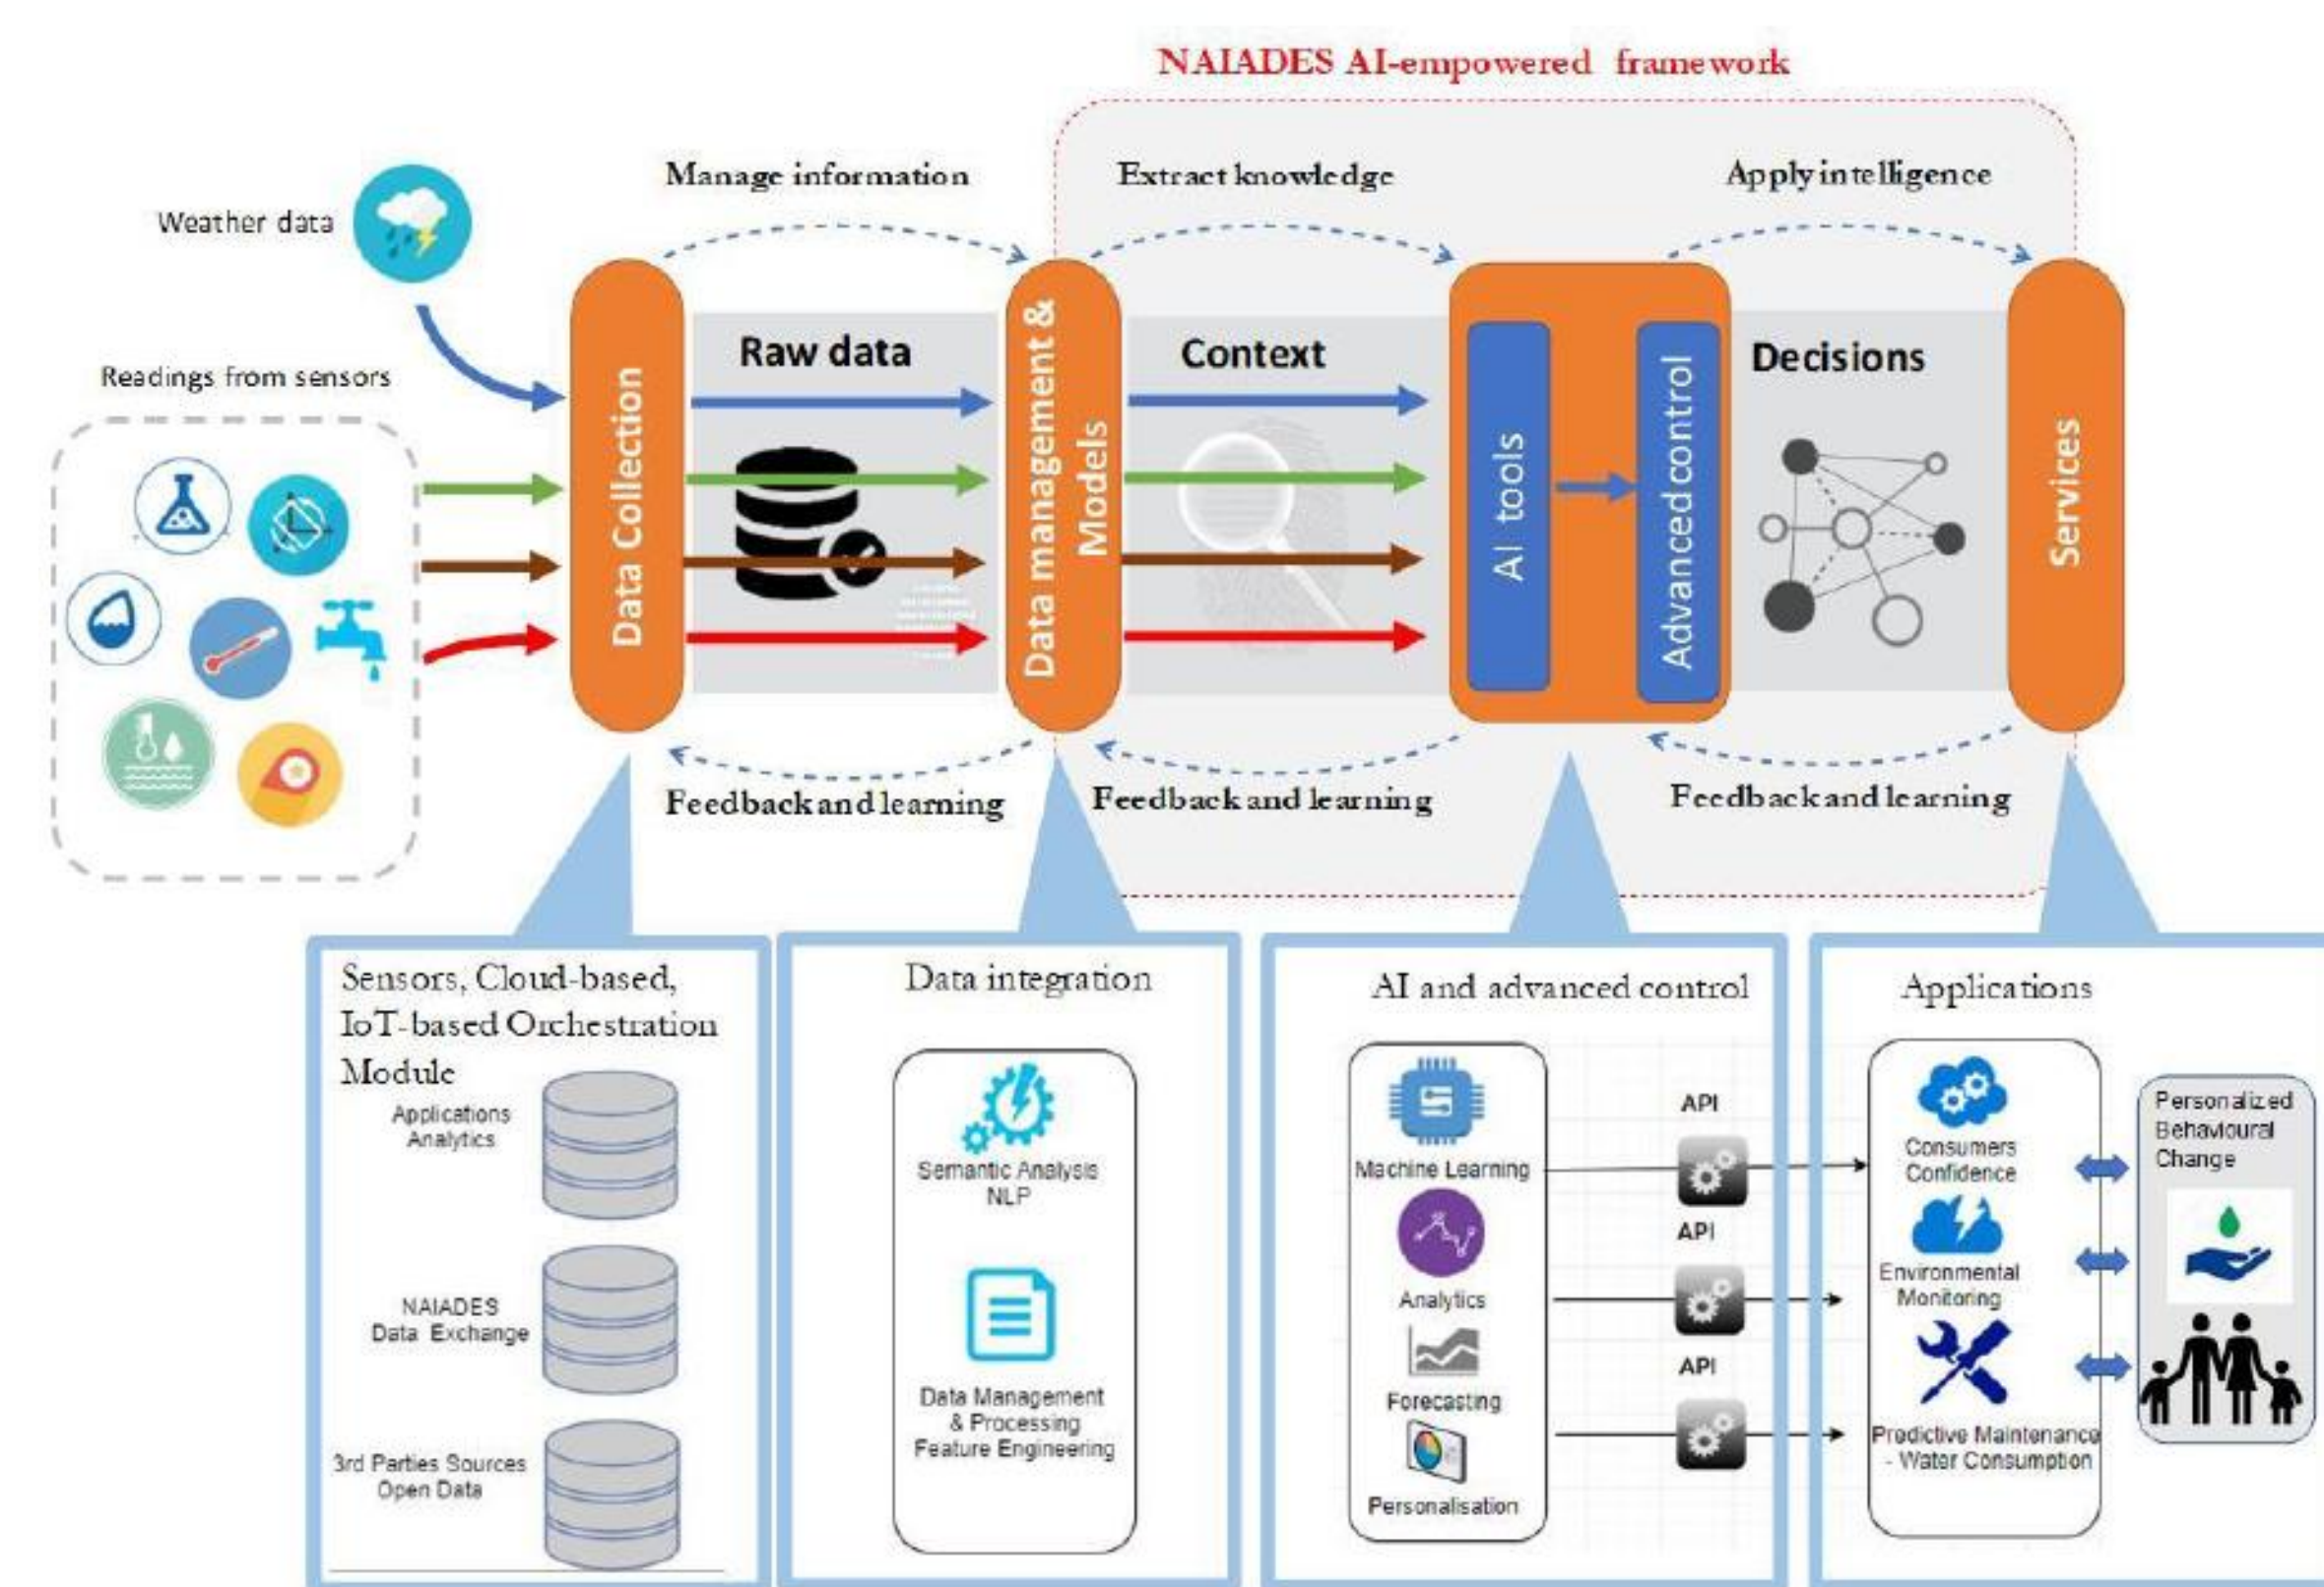 NAIADES AI-empowered framework
Manage information
Extract knowledge
Apply intelligence
Weather data
Readings from sensors
Data Collection
Raw data
Data management &
Models
Context
AI tools
Advanced control
Decisions
Services
Feedback and learning
Feedback and learning
Feedback and learning
Sensors, Cloud-based,
IoT-based Orchestration
Module
Applications
Analytics
NAIADES
Data Exchange
3rd Parties Sources
Open Data
Data integration
Semantic Analysis
NLP
Data Management
& Processing
Feature Engineering
AI and advanced control
Machine Learning
Analytics
Forecasting
Personalisation
API
API
API
Applications
Consumers
Confidence
Environmental
Monitoring
Predictive Maintenance
- Water Consumption
Personalized
Behavioural
Change